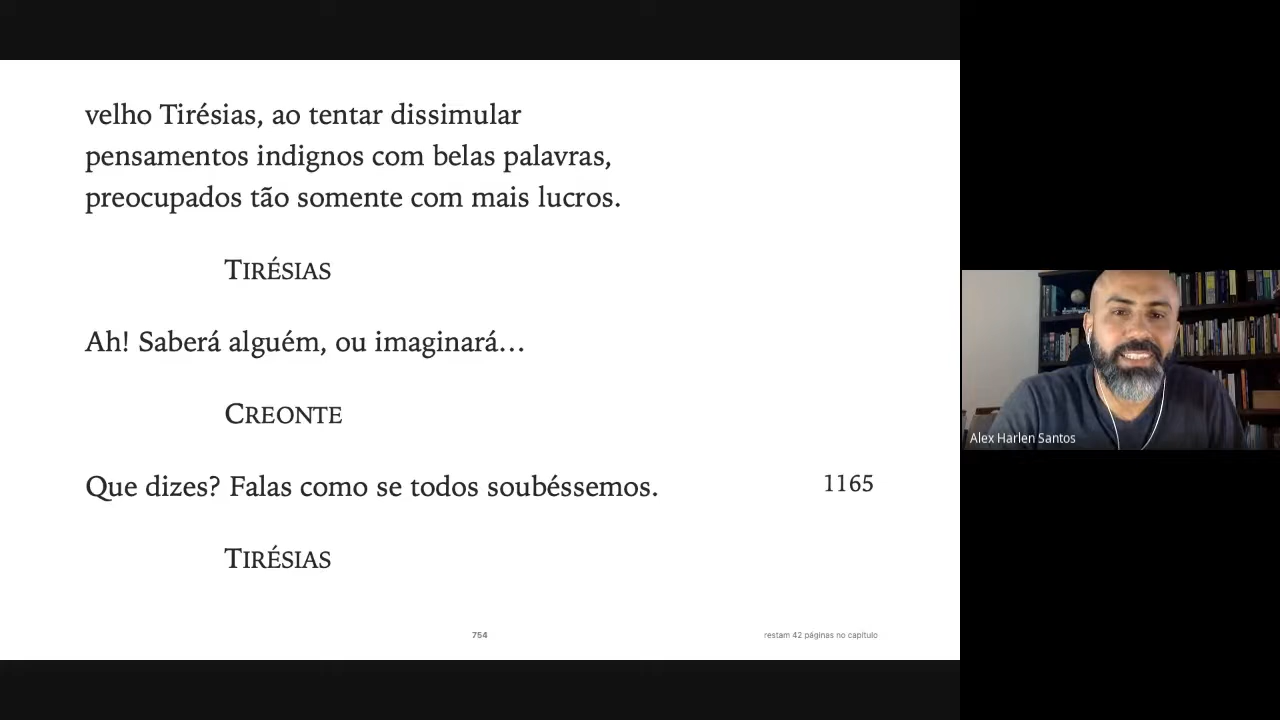 velho Tirésias, ao tentar dissimular
pensamentos indignos com belas palavras,
preocupados tão somente com mais lucros.
TIRÉSIAS
Ah! Saberá alguém, ou imaginará…
CREONTE
Que dizes? Falas como se todos soubéssemos. 1165
TIRÉSIAS
754 restam 42 páginas no capítulo
Alex Harlen Santos